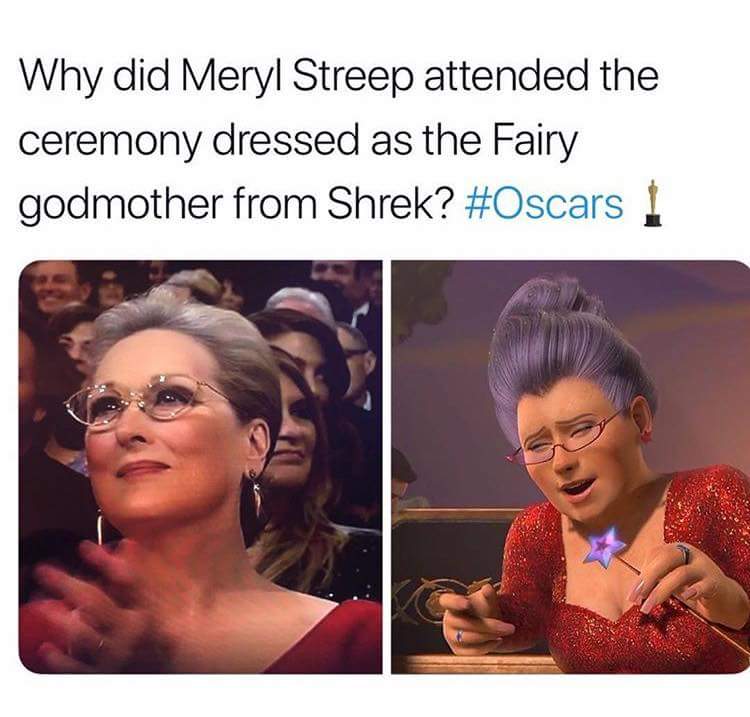 Why did Meryl Streep attended the
ceremony dressed as the Fairy
godmother from Shrek? #Oscars